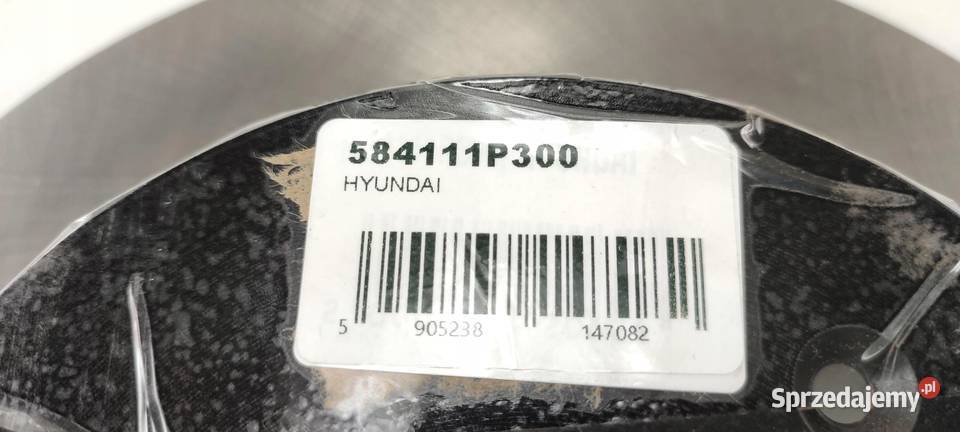 584111P300
HYUNDAI
5 905238 147082
Sprzedajemy.pl